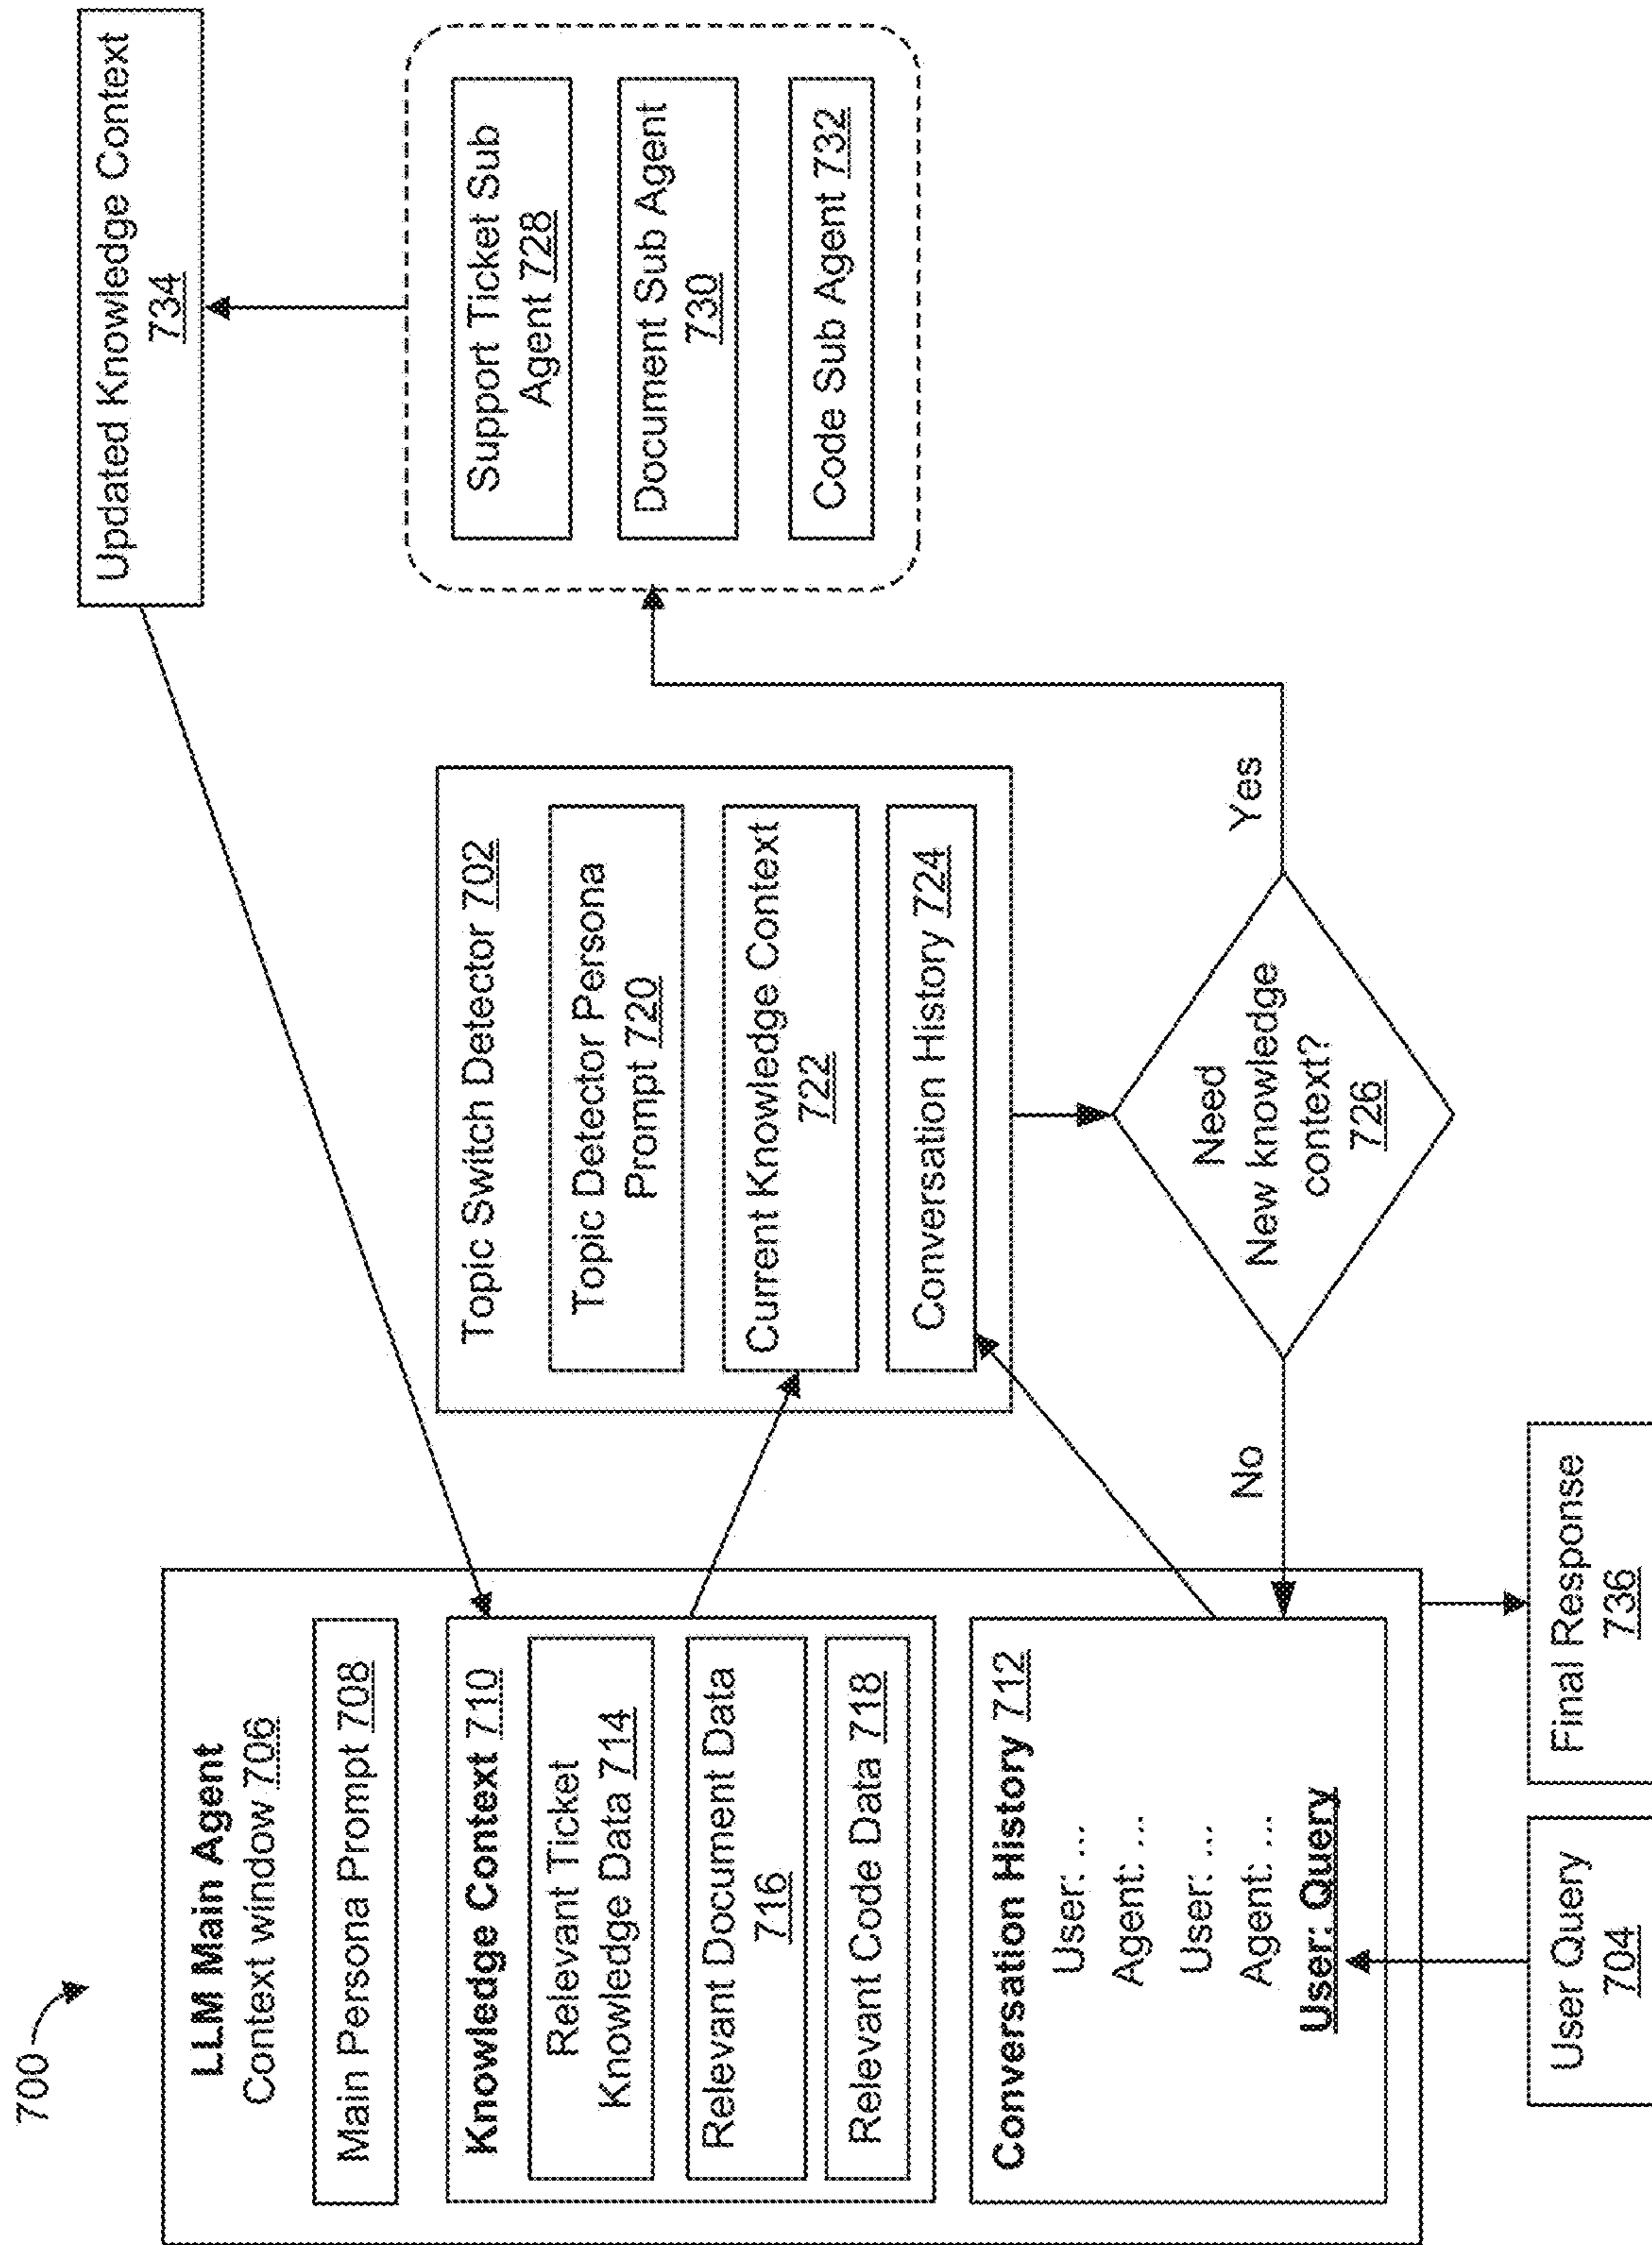 700
LLM Main Agent
Context window 706
Main Persona Prompt 708
Knowledge Context 710
Relevant Ticket
Knowledge Data 714
Relevant Document Data
716
Relevant Code Data 718
Conversation History 712
User: ...
Agent: ...
User: ...
Agent: ...
User: Query
User Query
704
Final Response
736
Topic Switch Detector 702
Topic Detector Persona
Prompt 720
Current Knowledge Context
722
Conversation History 724
No
Need
New knowledge
context?
726
Yes
Updated Knowledge Context
734
Support Ticket Sub
Agent 728
Document Sub Agent
730
Code Sub Agent 732